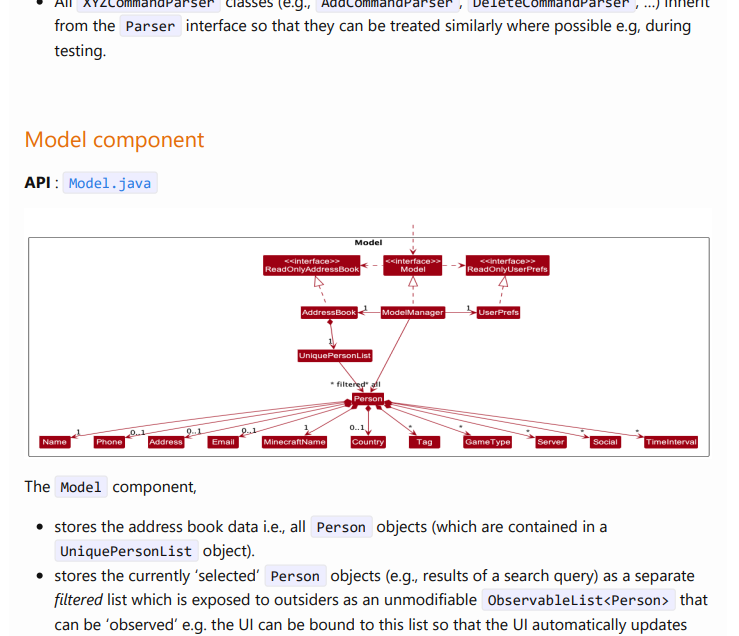 All XYZCommandParser classes (e.g., AddCommandParser, DeleteCommandParser, …) inherit
from the Parser interface so that they can be treated similarly where possible e.g, during
testing.
Model component
API : Model.java
Model
<<interface>>
ReadOnlyAddressBook
<<interface>>
Model
<<interface>>
ReadOnlyUserPrefs
AddressBook
1
ModelManager
1
UserPrefs
1
UniquePersonList
* filtered
* all
Person
1
0..1
0..1
0..1
1
0..1
*
*
*
*
*
Name
Phone
Address
Email
MinecraftName
Country
Tag
GameType
Server
Social
TimeInterval
The Model component,
• stores the address book data i.e., all Person objects (which are contained in a
UniquePersonList object).
• stores the currently ‘selected’ Person objects (e.g., results of a search query) as a separate
filtered list which is exposed to outsiders as an unmodifiable ObservableList<Person> that
can be ‘observed’ e.g. the UI can be bound to this list so that the UI automatically updates